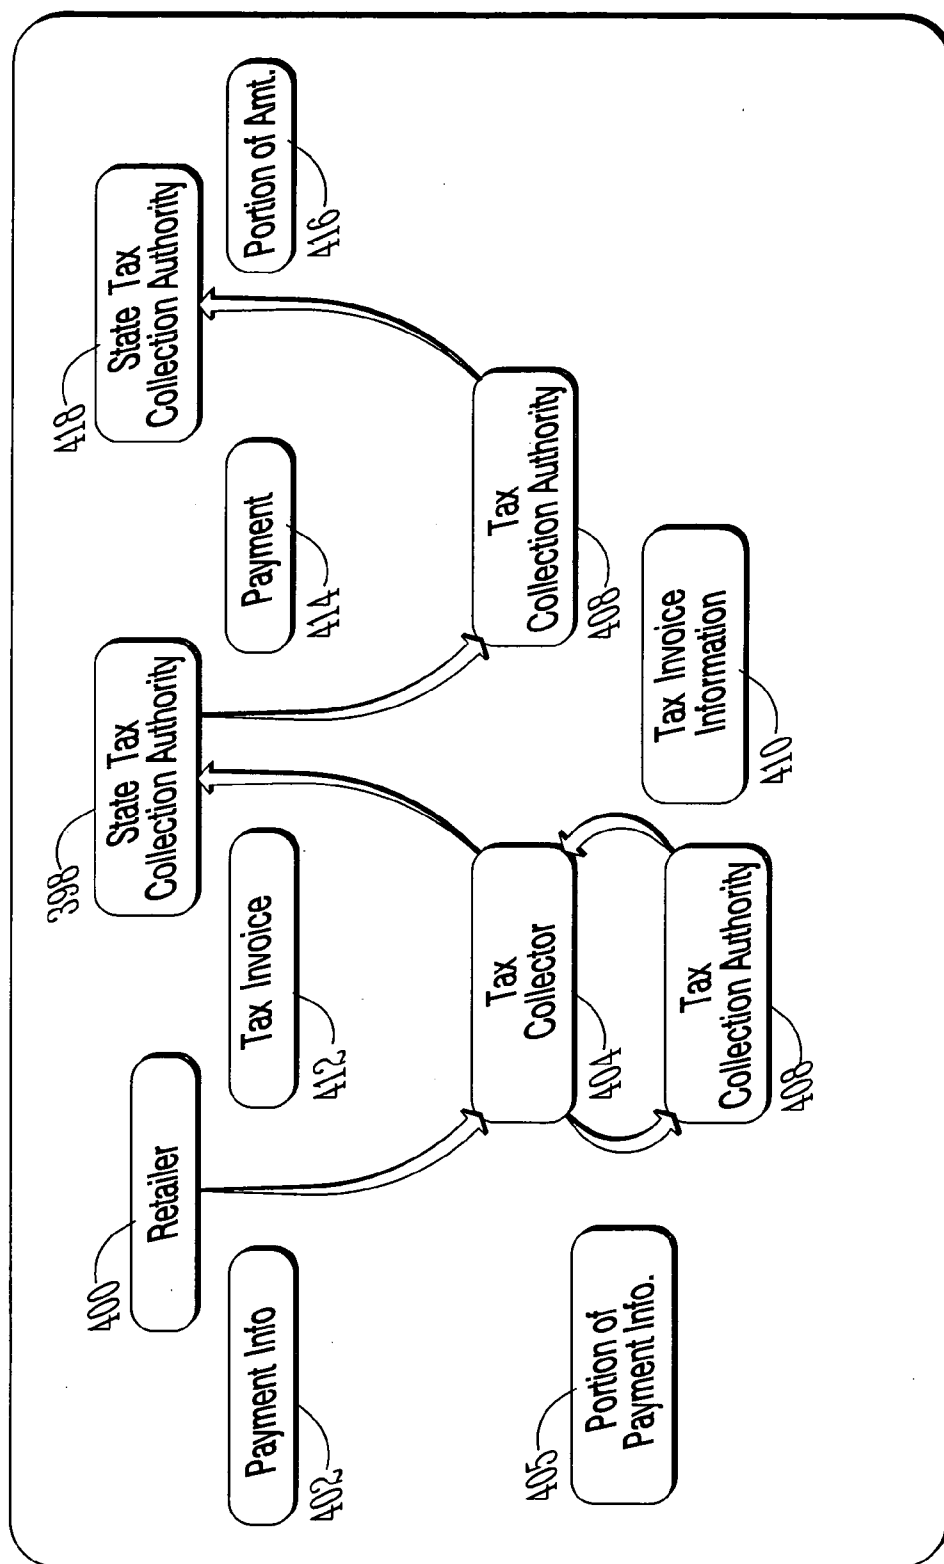 400
Retailer
398
State Tax
Collection Authority
418
State Tax
Collection Authority
Payment Info
402
Tax Invoice
412
Payment
414
Portion of Amt.
416
Tax
Collector
404
Tax
Collection Authority
408
405
Portion of
Payment Info.
Tax
Collection Authority
408
Tax Invoice
Information
410